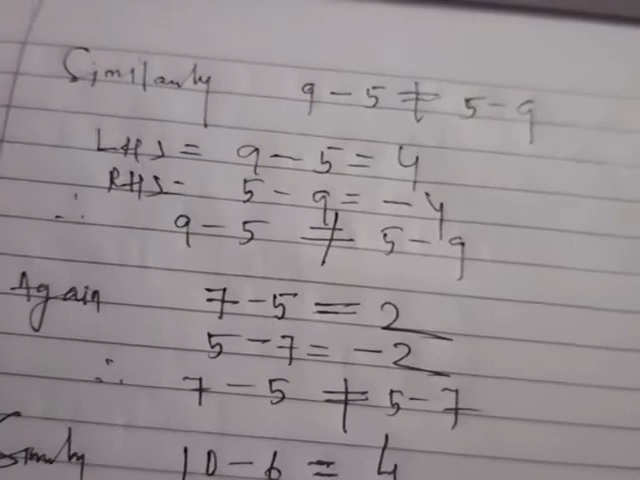 Similarly 9 - 5 ≠ 5 - 9
LHS = 9 - 5 = 4
RHS - 5 - 9 = - 4
∴ 9 - 5 ≠ 5 - 9
Again 7 - 5 = 2
5 - 7 = - 2
∴ 7 - 5 ≠ 5 - 7
10 - 6 = 4